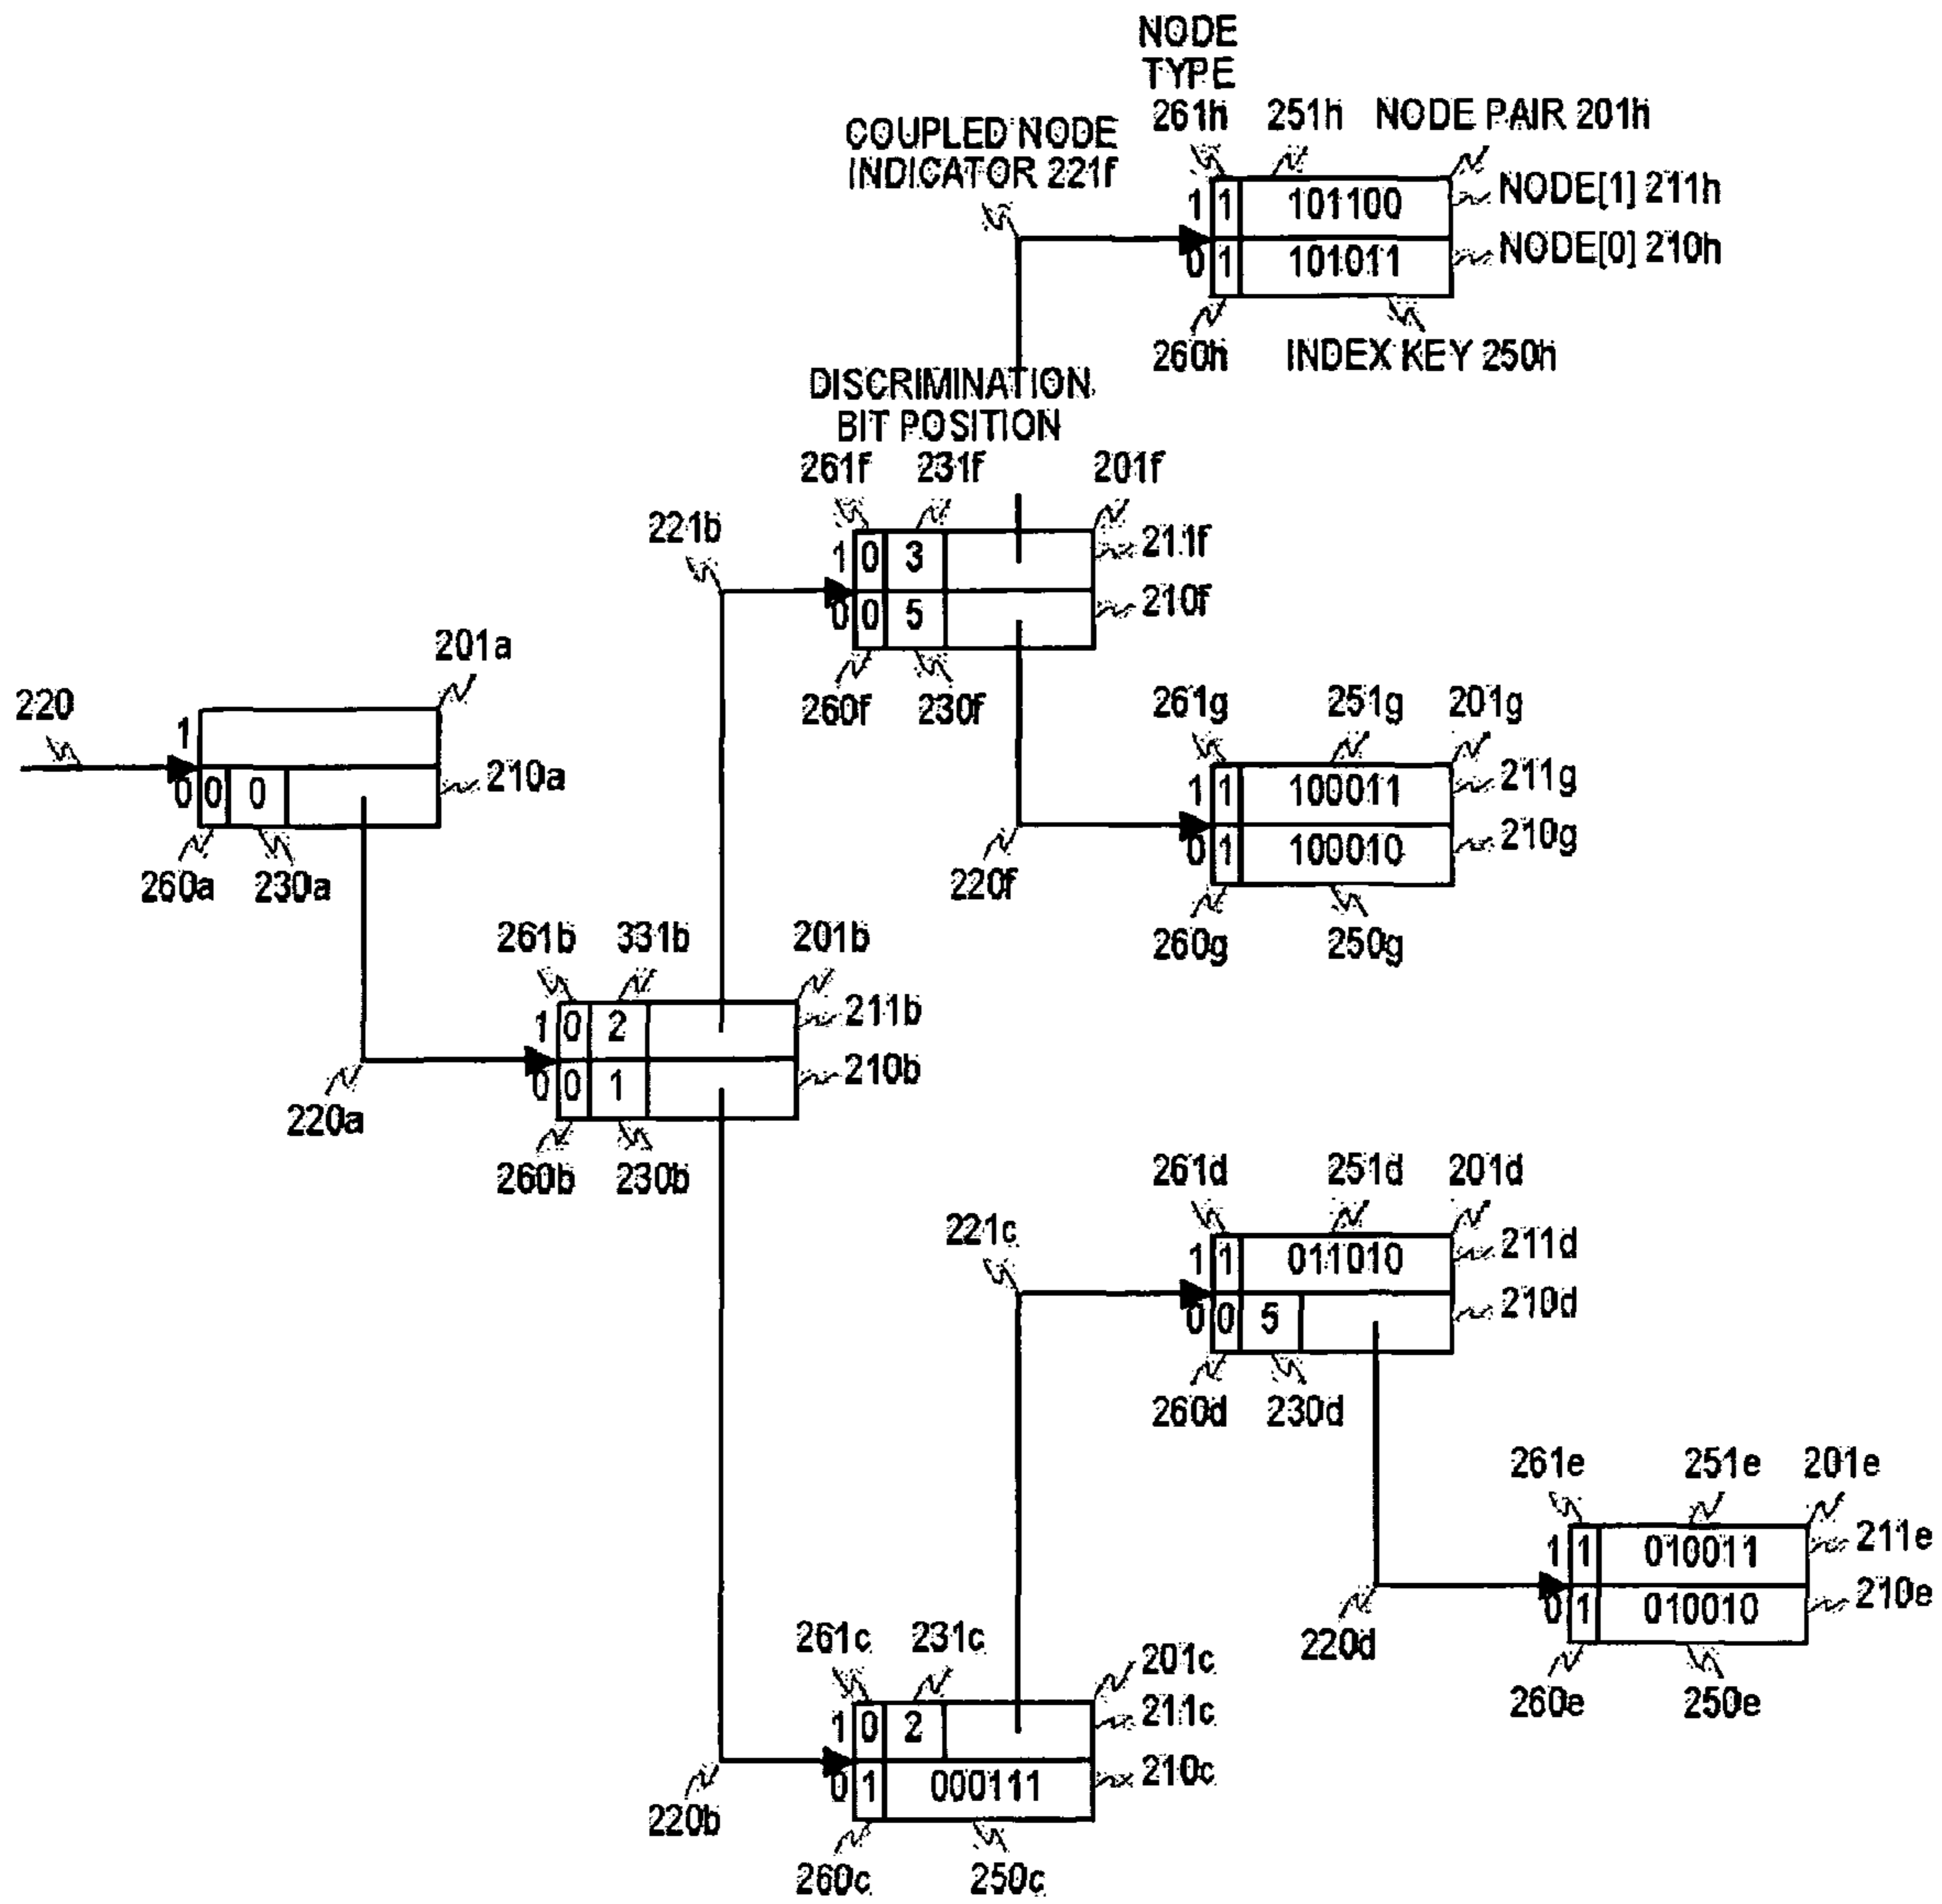 NODE
TYPE
261h 251h NODE PAIR 201h
COUPLED NODE
INDICATOR 221f
1 1 101100 NODE[1] 211h
0 1 101011 NODE[0] 210h
260h INDEX KEY 250h
DISCRIMINATION
BIT POSITION
261f 231f 201f
221b
1 0 3 211f
0 0 5 210f
260f 230f
201a
220
1
0 0 0 210a
260a 230a
261g 251g 201g
1 1 100011 211g
0 1 100010 210g
220f
260g 250g
261b 331b 201b
1 0 2 211b
0 0 1 210b
220a
260b 230b
261d 251d 201d
221c
1 1 011010 211d
0 0 5 210d
260d 230d
261e 251e 201e
1 1 010011 211e
0 1 010010 210e
220d
260e 250e
261c 231c 201c
1 0 2 211c
0 1 000111 210c
220b
260c 250c